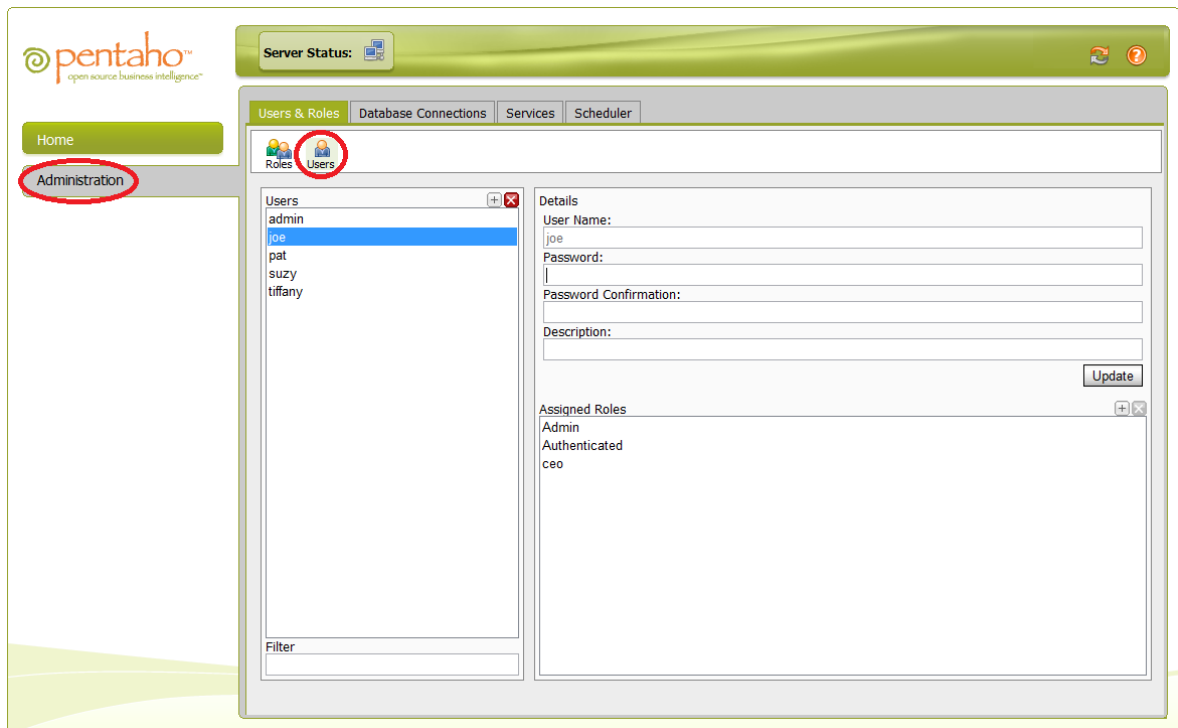 pentaho™
open source business intelligence™
Server Status:
Home
Administration
Users & Roles Database Connections Services Scheduler
Roles Users
Users
admin
joe
pat
suzy
tiffany
Filter
Details
User Name:
joe
Password:
Password Confirmation:
Description:
Update
Assigned Roles
Admin
Authenticated
ceo